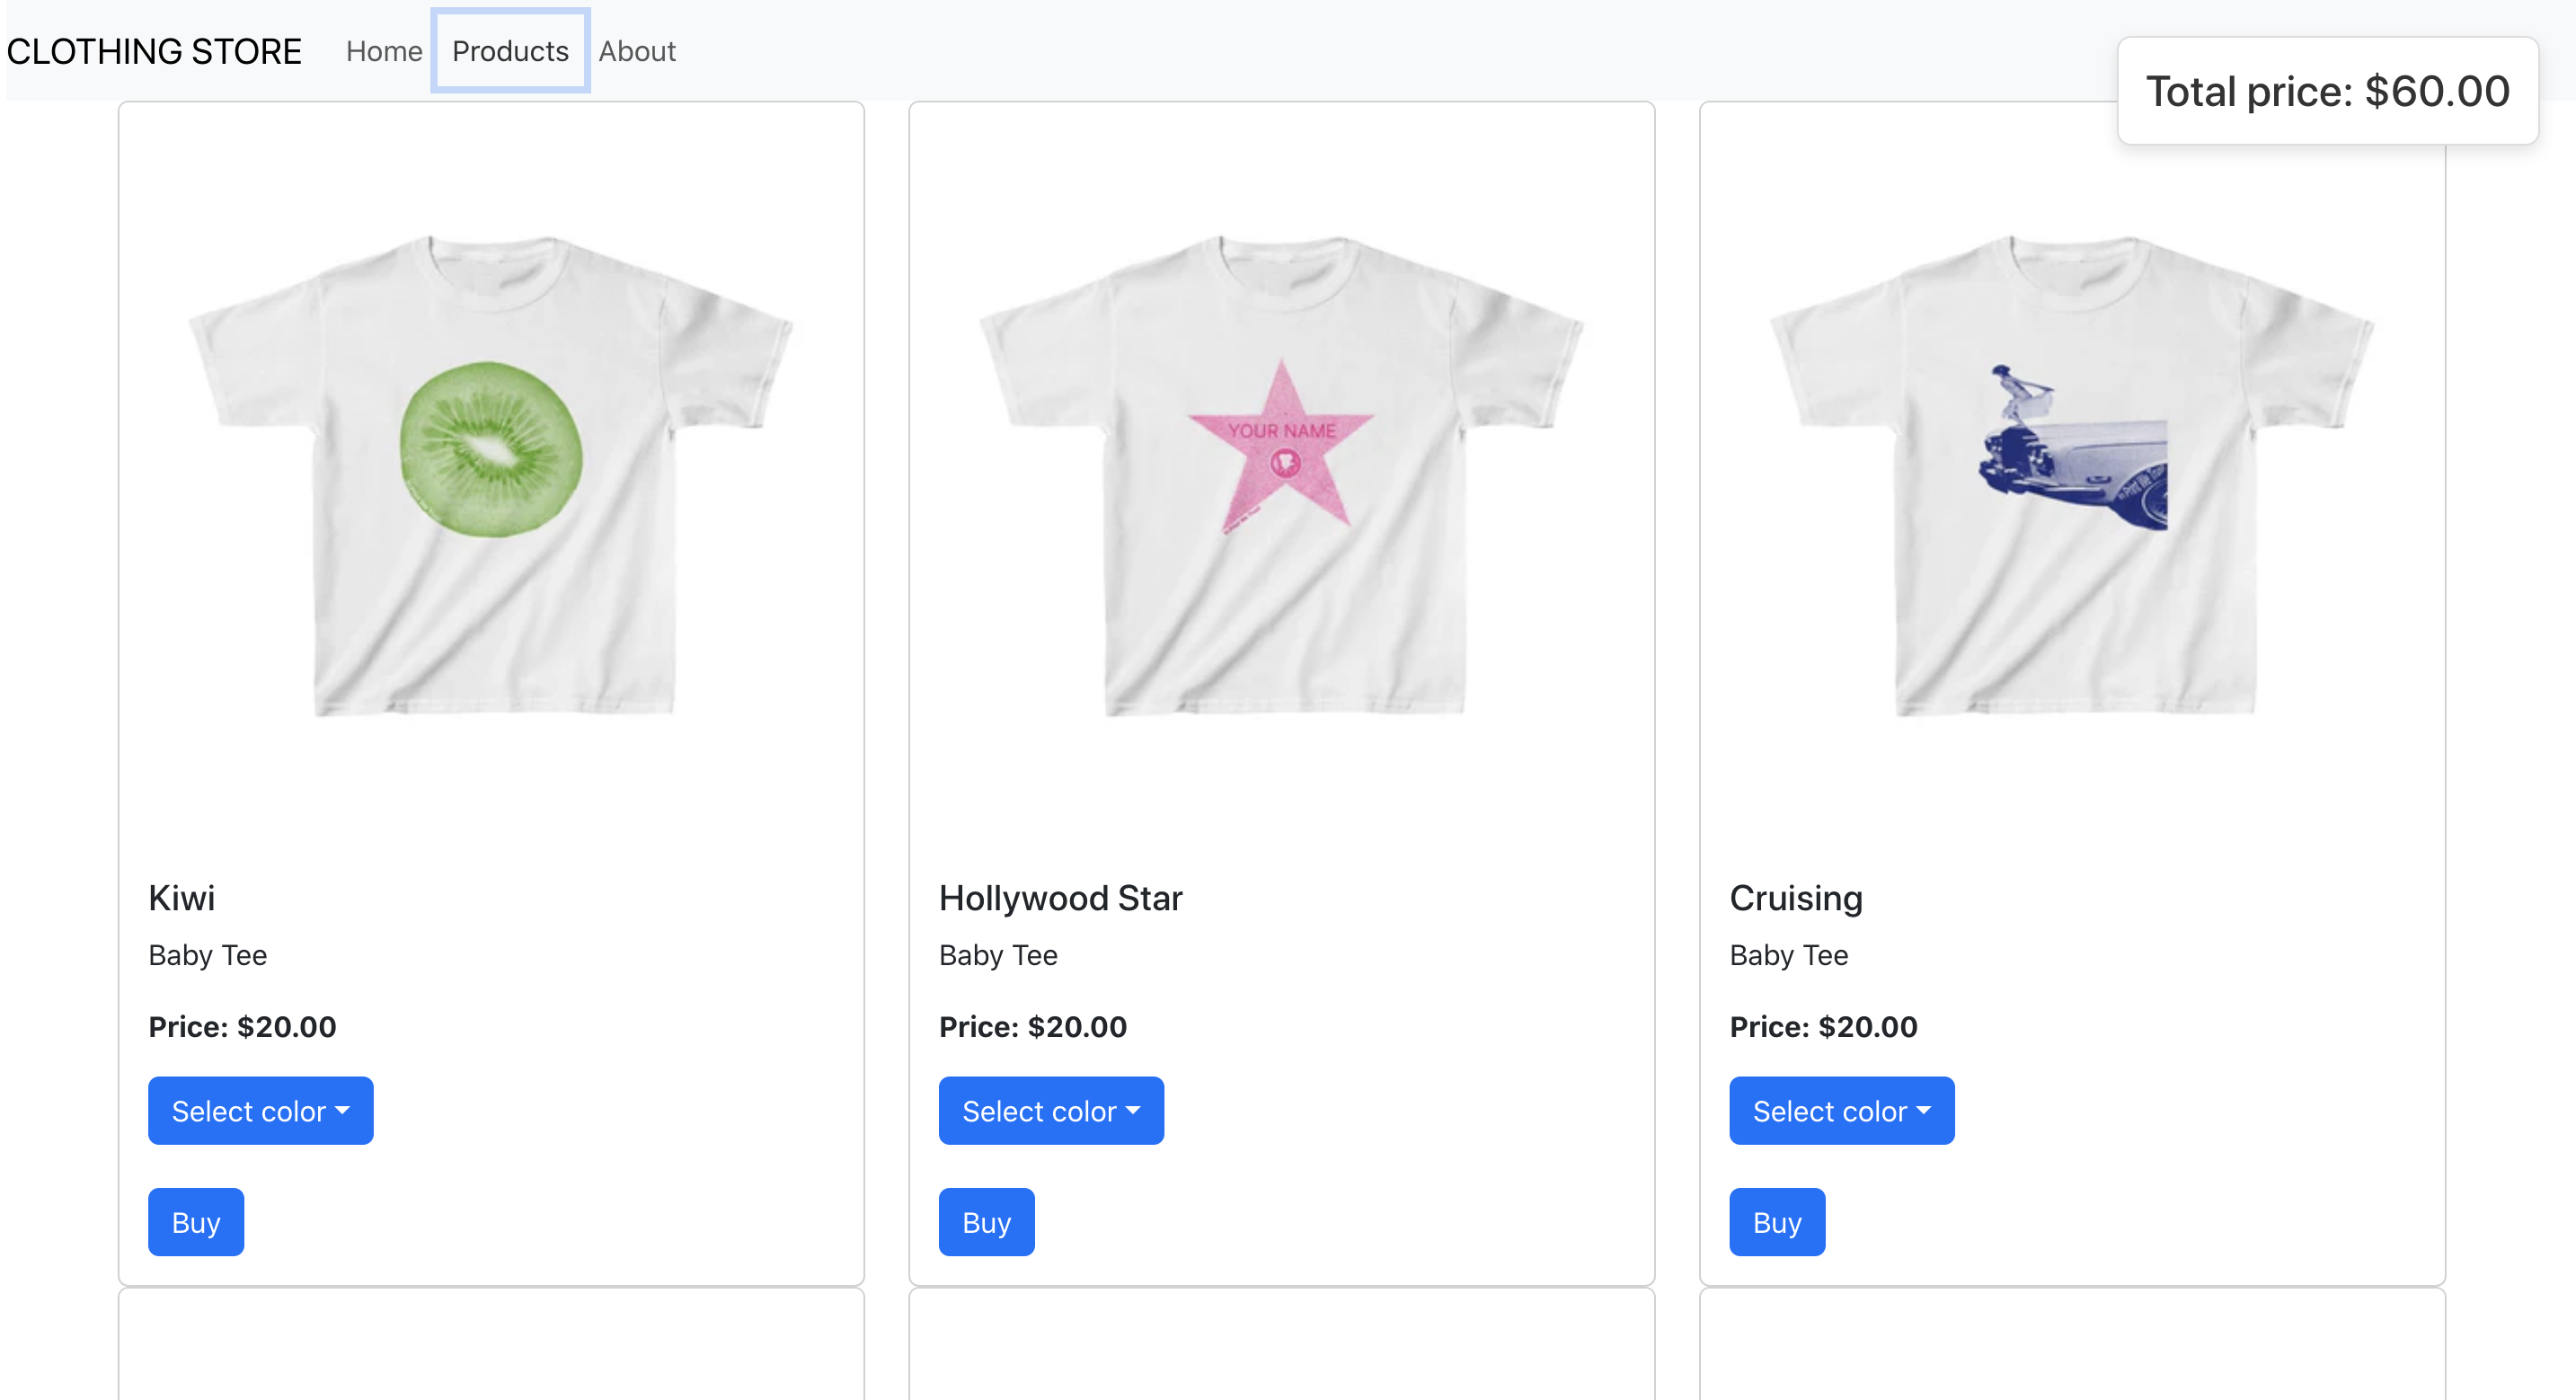 CLOTHING STORE Home Products About
Total price: $60.00
YOUR NAME
Kiwi
Baby Tee
Price: $20.00
Select color
Buy
Hollywood Star
Baby Tee
Price: $20.00
Select color
Buy
Cruising
Baby Tee
Price: $20.00
Select color
Buy